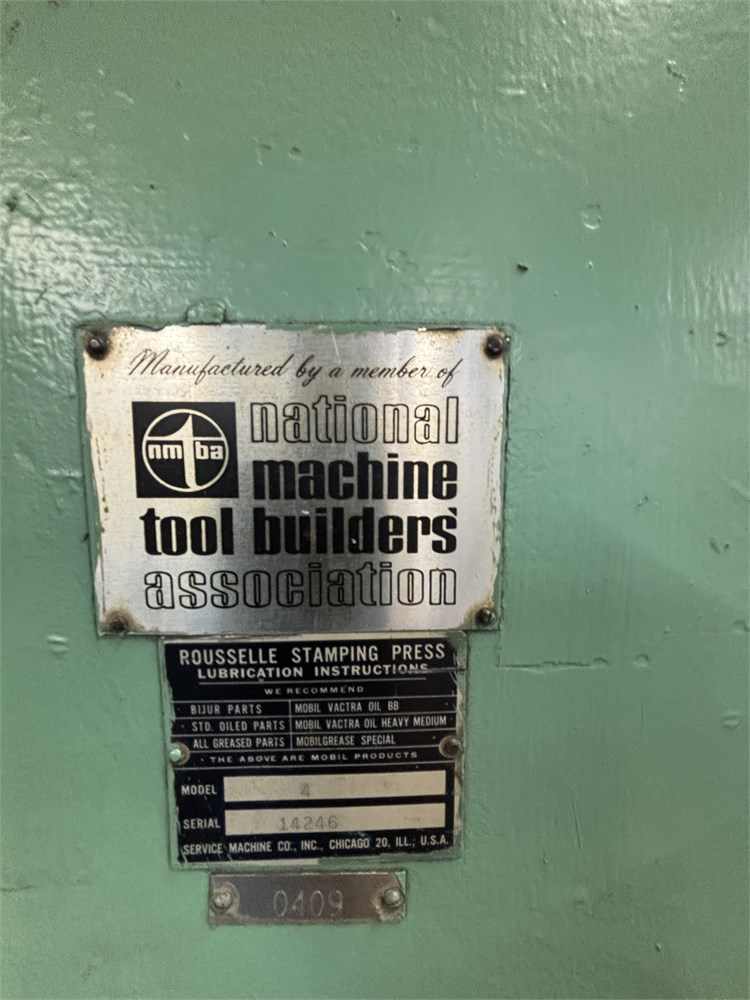 Manufactured by a member of
nmtba
national
machine
tool builders'
association
ROUSSELLE STAMPING PRESS
LUBRICATION INSTRUCTIONS
WE RECOMMEND
BIJUR PARTS MOBIL VACTRA OIL BB
STD. OILED PARTS MOBIL VACTRA OIL HEAVY MEDIUM
ALL GREASED PARTS MOBILGREASE SPECIAL
· THE ABOVE ARE MOBIL PRODUCTS
MODEL 4
SERIAL 14246
SERVICE MACHINE CO., INC., CHICAGO 20, ILL., U.S.A.
0409